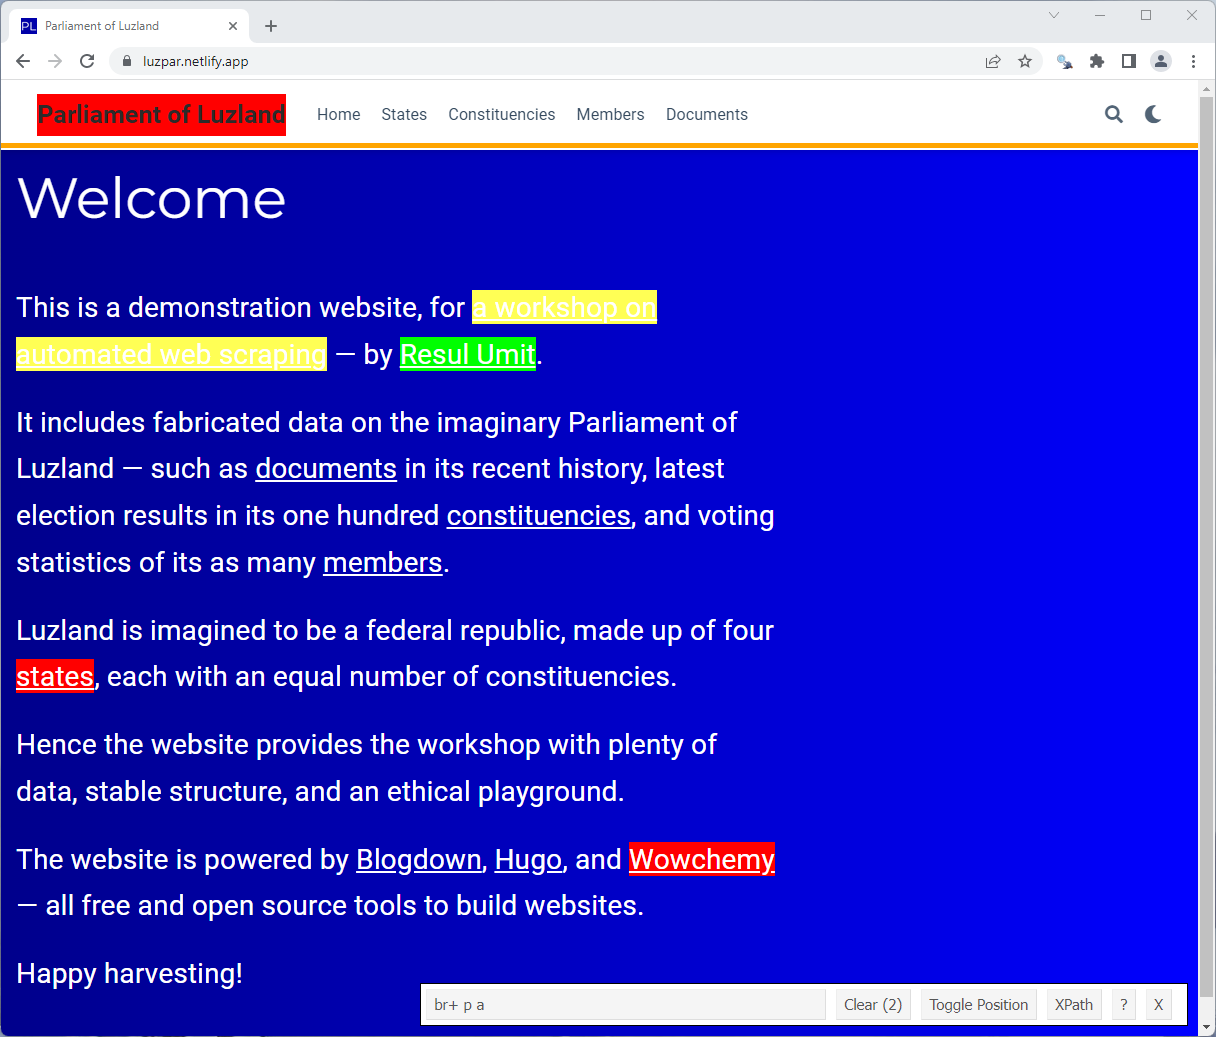 PL Parliament of Luzland
luzpar.netlify.app
Parliament of Luzland Home States Constituencies Members Documents
Welcome
This is a demonstration website, for a workshop on
automated web scraping — by Resul Umit.
It includes fabricated data on the imaginary Parliament of
Luzland — such as documents in its recent history, latest
election results in its one hundred constituencies, and voting
statistics of its as many members.
Luzland is imagined to be a federal republic, made up of four
states, each with an equal number of constituencies.
Hence the website provides the workshop with plenty of
data, stable structure, and an ethical playground.
The website is powered by Blogdown, Hugo, and Wowchemy
— all free and open source tools to build websites.
Happy harvesting!
br+ p a Clear (2) Toggle Position XPath ? X